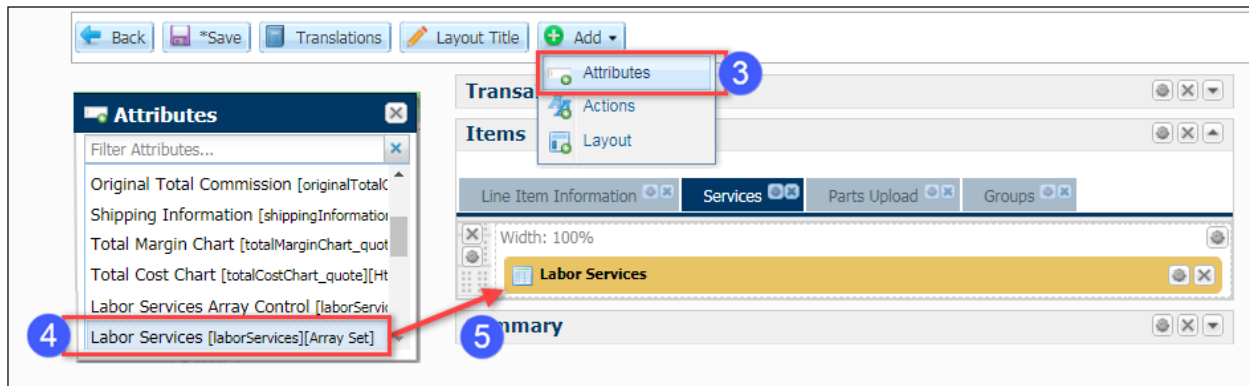 Back *Save Translations Layout Title Add
Attributes 3
Actions
Layout
Attributes
Filter Attributes...
Original Total Commission [originalTotalC
Shipping Information [shippingInformation
Total Margin Chart [totalMarginChart_quot
Total Cost Chart [totalCostChart_quote][Ht
Labor Services Array Control [laborServic
4 Labor Services [laborServices][Array Set]
Transa
Items
Line Item Information Services Parts Upload Groups
Width: 100%
Labor Services
5 mmary